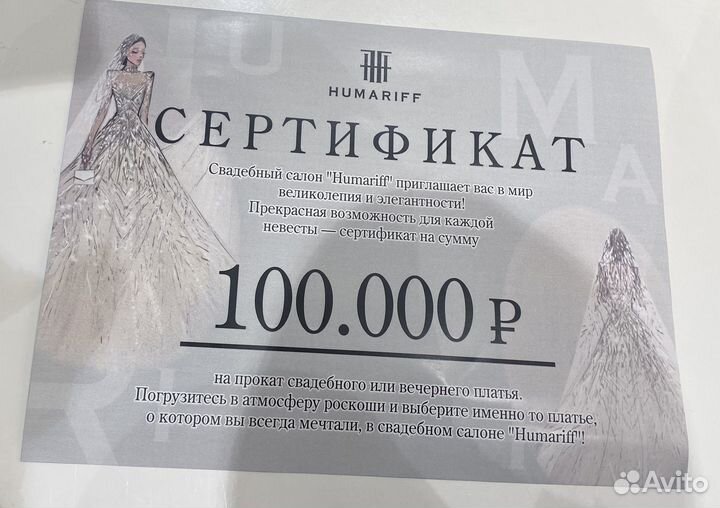 HUMARIFF
СЕРТИФИКАТ
Свадебный салон "Humariff" приглашает вас в мир
великолепия и элегантности!
Прекрасная возможность для каждой
невесты — сертификат на сумму
100.000 ₽
на прокат свадебного или вечернего платья.
Погрузитесь в атмосферу роскоши и выберите именно то платье,
о котором вы всегда мечтали, в свадебном салоне "Humariff"!
Avito